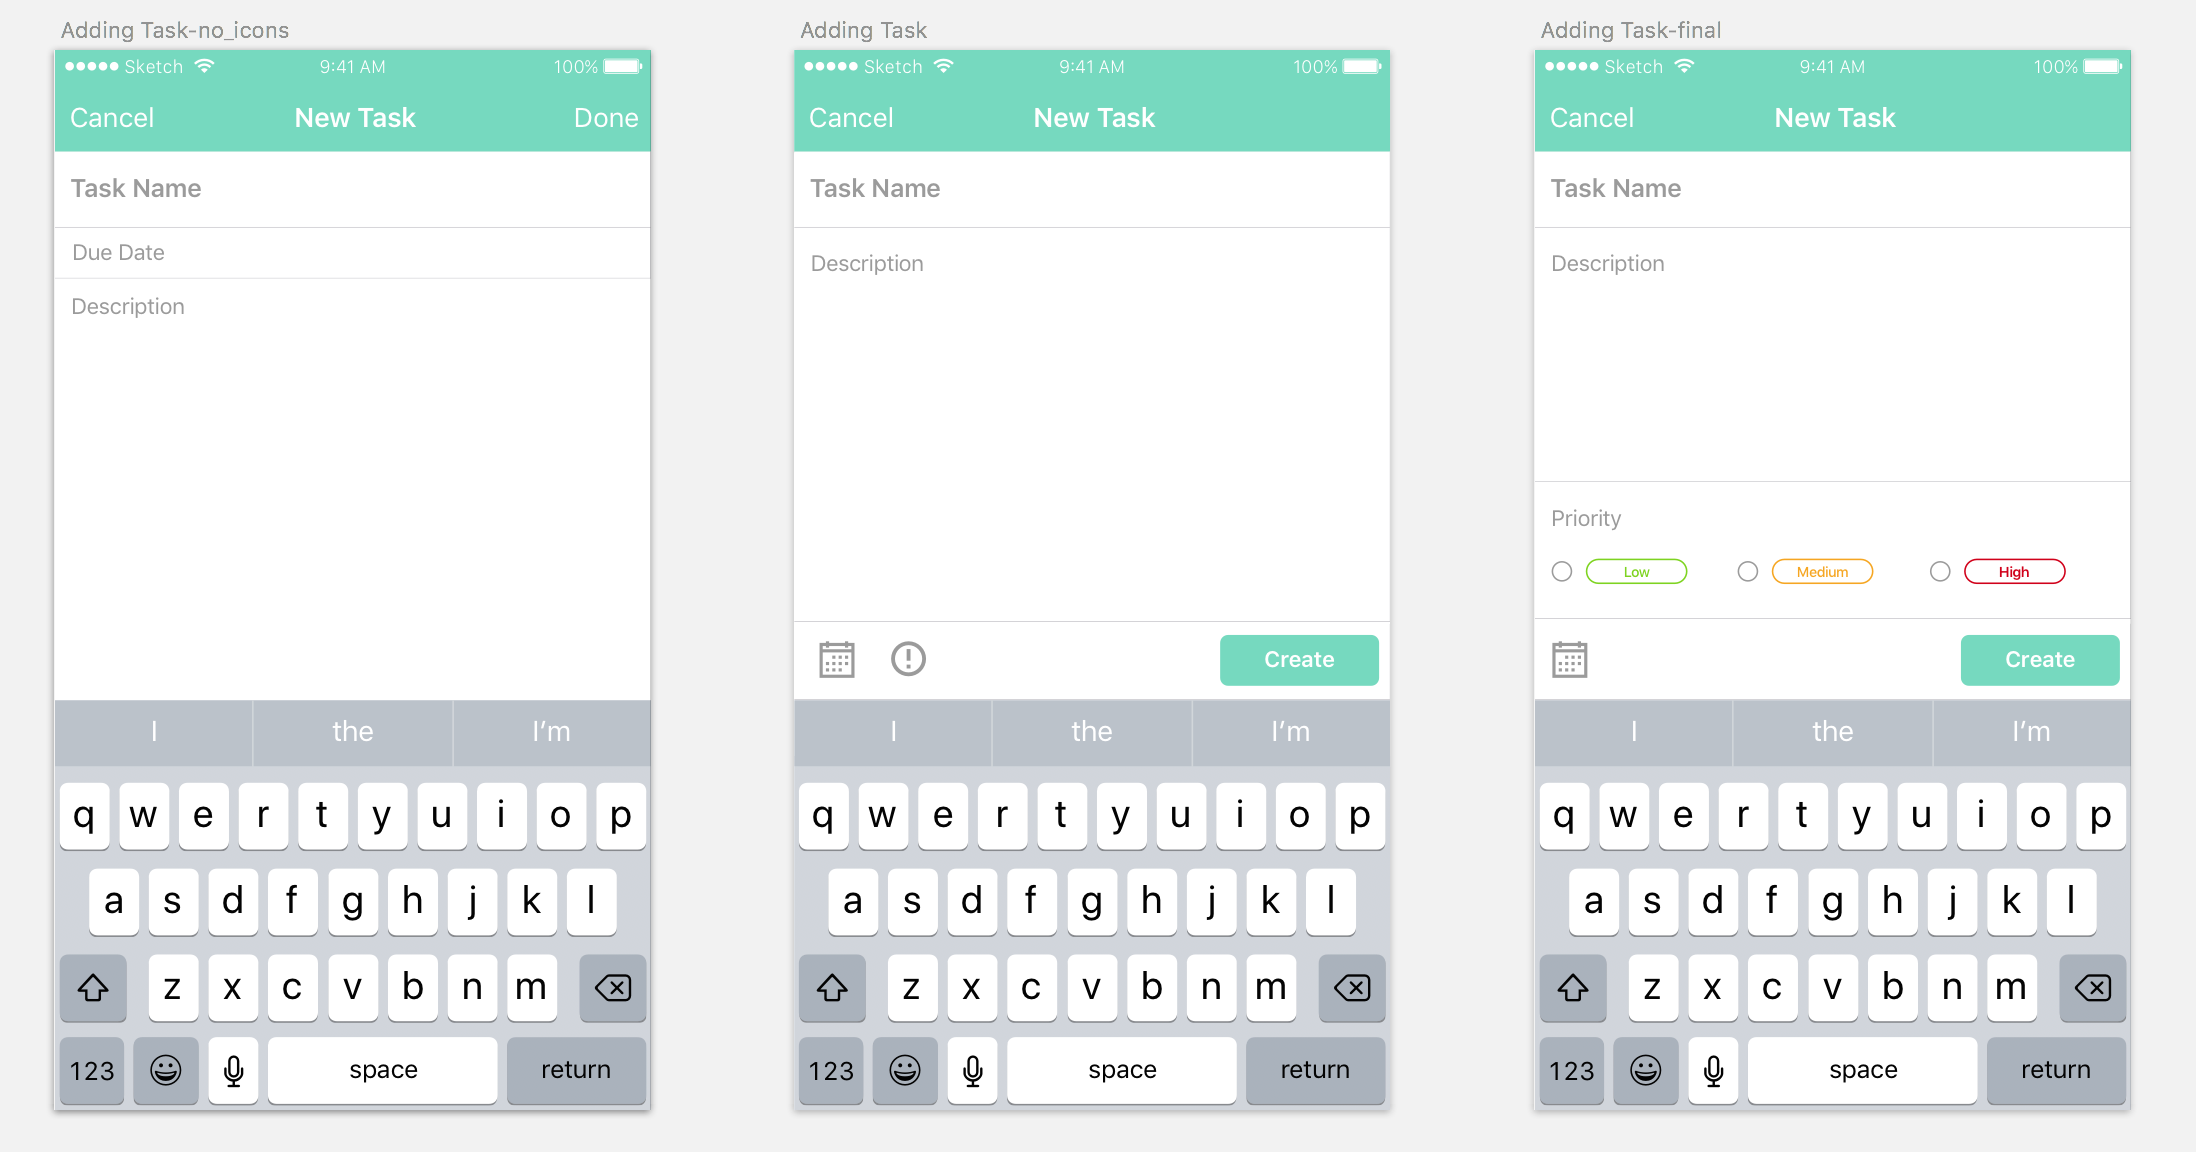 Adding Task-no_icons
Sketch 9:41 AM 100%
Cancel New Task Done
Task Name
Due Date
Description
I the I'm
q w e r t y u i o p
a s d f g h j k l
z x c v b n m
123 space return
Adding Task
Sketch 9:41 AM 100%
Cancel New Task
Task Name
Description
Create
I the I'm
q w e r t y u i o p
a s d f g h j k l
z x c v b n m
123 space return
Adding Task-final
Sketch 9:41 AM 100%
Cancel New Task
Task Name
Description
Priority
Low Medium High
Create
I the I'm
q w e r t y u i o p
a s d f g h j k l
z x c v b n m
123 space return